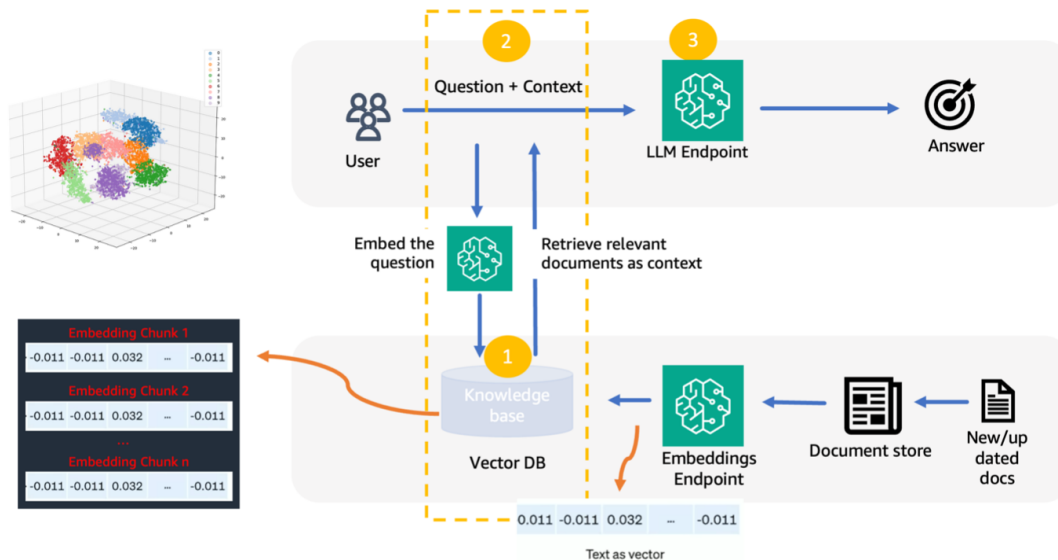 2
3
Question + Context
User
LLM Endpoint
Answer
Embed the
question
Retrieve relevant
documents as context
1
Knowledge
base
Vector DB
Embeddings
Endpoint
Document store
New/up
dated
docs
Embedding Chunk 1
-0.011 -0.011 0.032 ... -0.011
Embedding Chunk 2
-0.011 -0.011 0.032 ... -0.011
...
Embedding Chunk n
-0.011 -0.011 0.032 ... -0.011
0.011 -0.011 0.032 ... -0.011
Text as vector